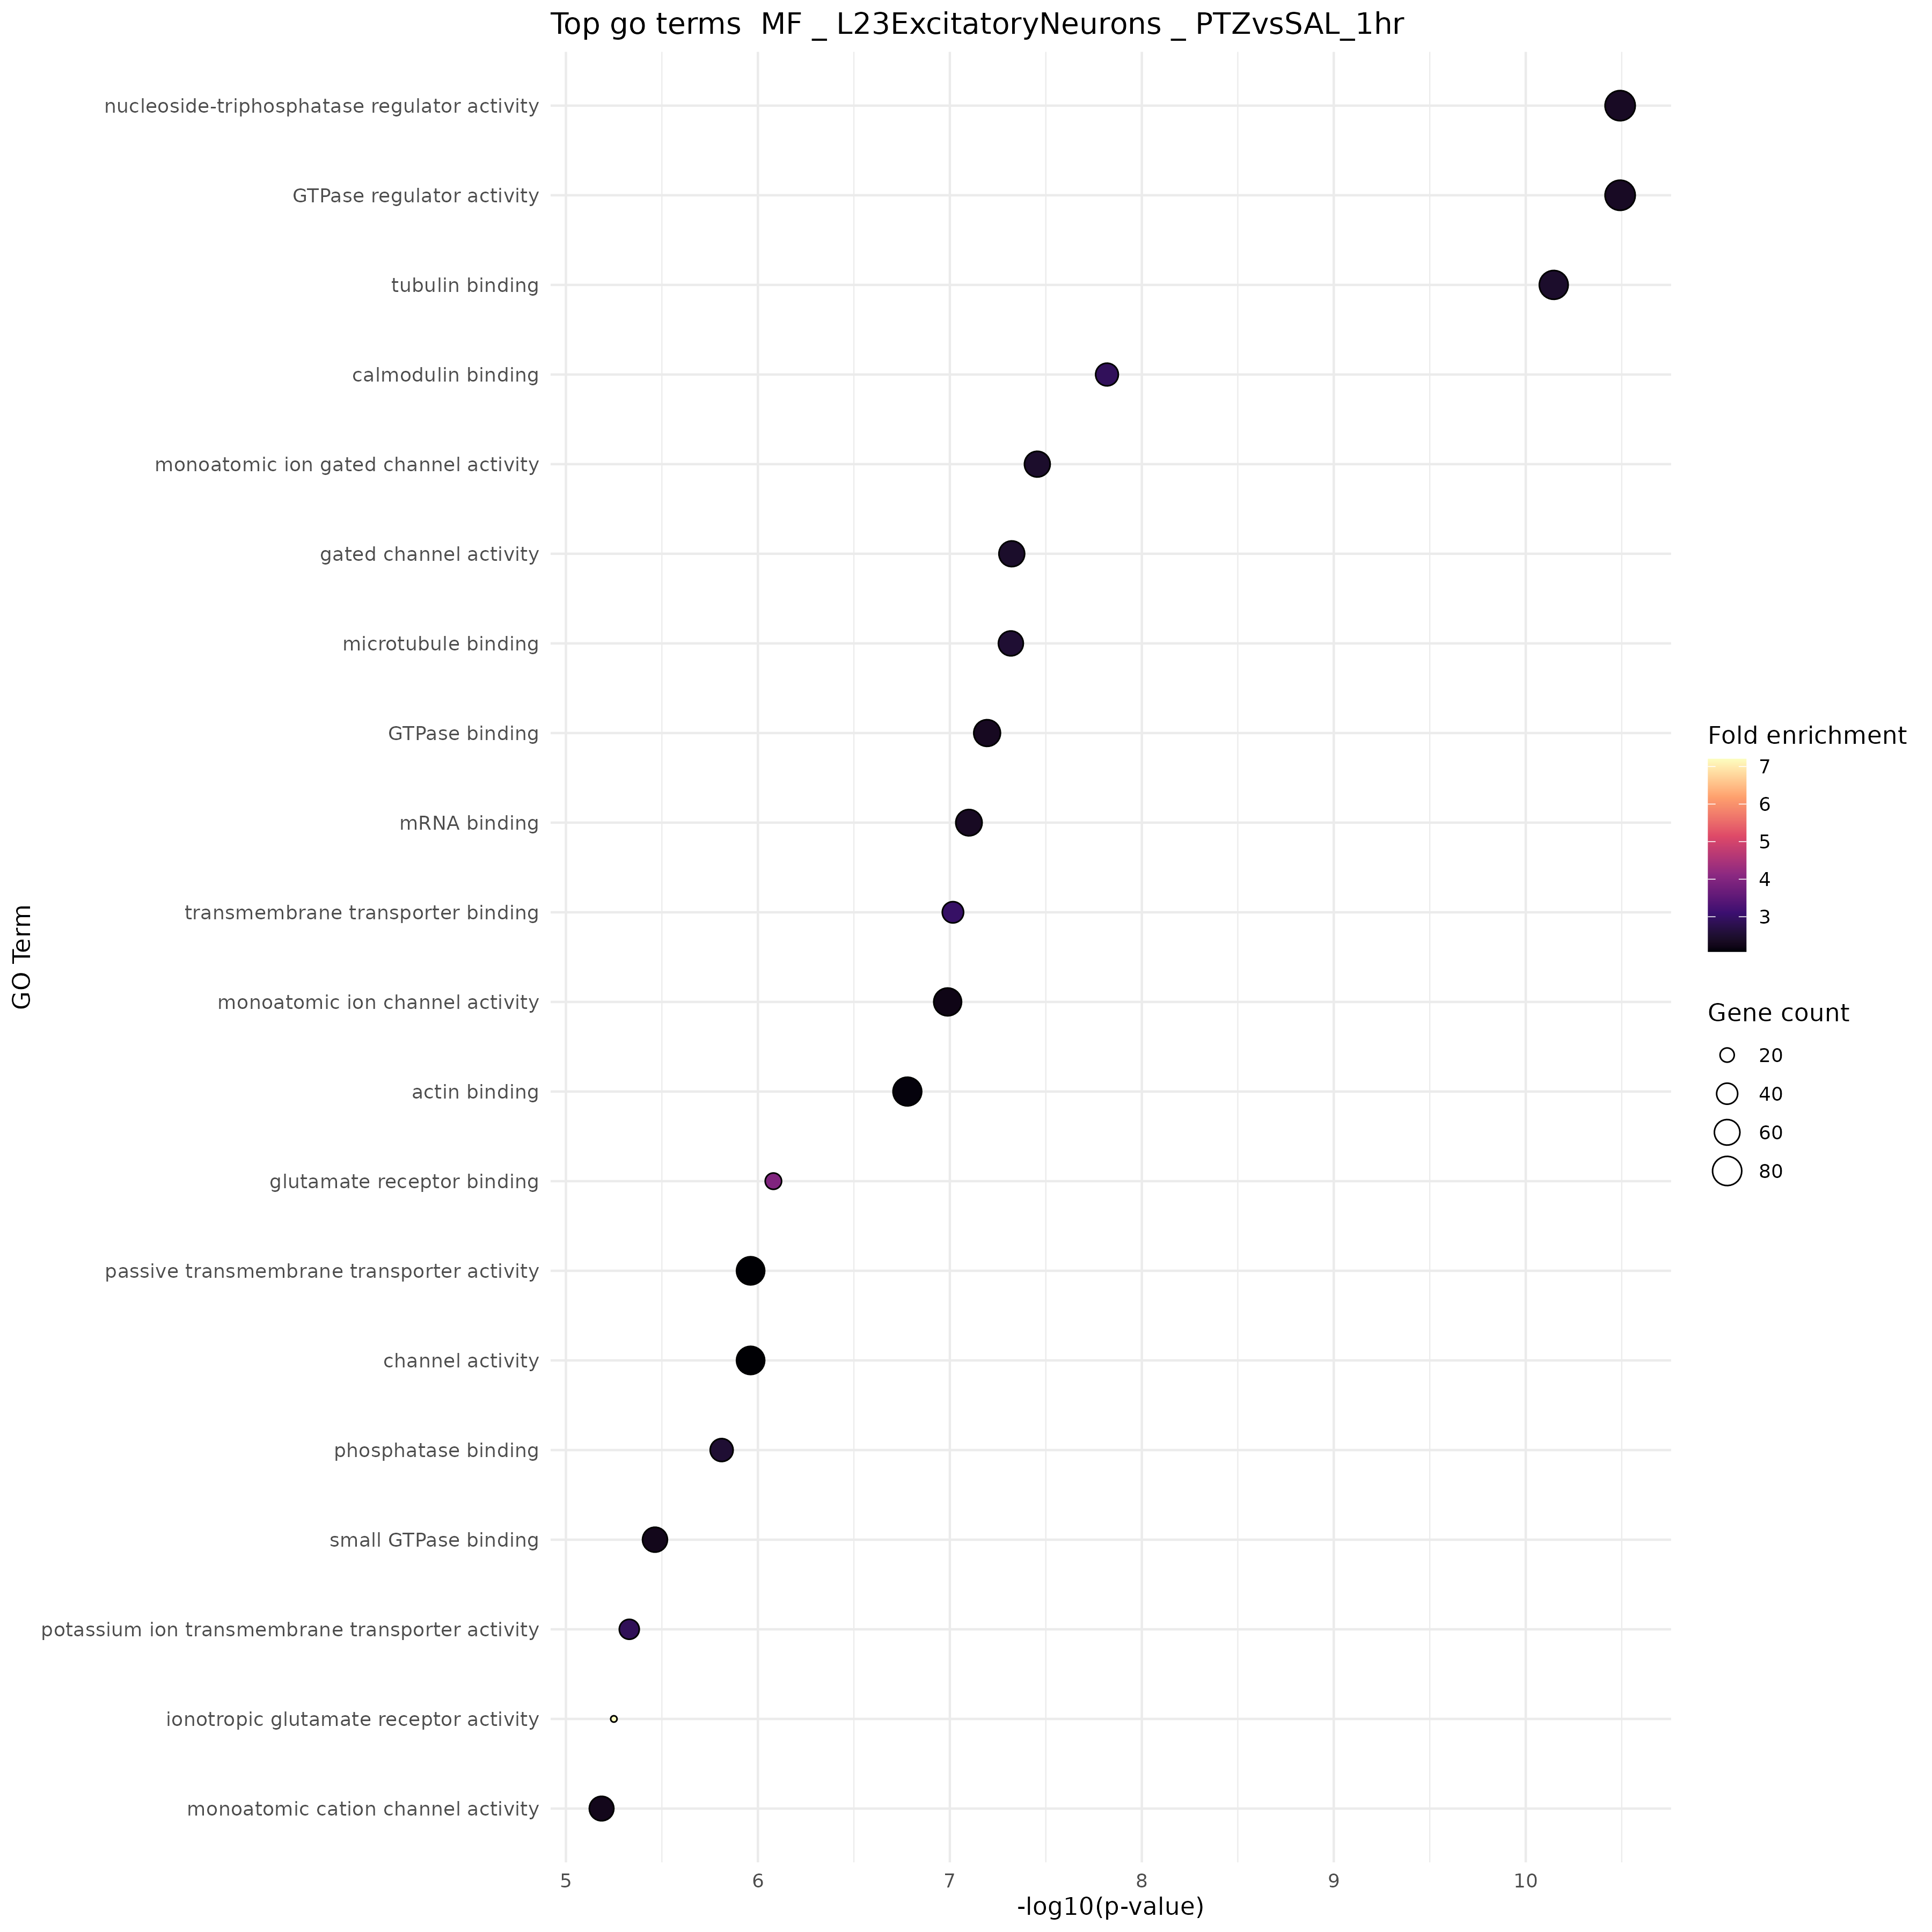 Top go terms  MF _ L23ExcitatoryNeurons _ PTZvsSAL_1hr
nucleoside-triphosphatase regulator activity
GTPase regulator activity
tubulin binding
calmodulin binding
monoatomic ion gated channel activity
gated channel activity
microtubule binding
GTPase binding
mRNA binding
transmembrane transporter binding
monoatomic ion channel activity
actin binding
glutamate receptor binding
passive transmembrane transporter activity
channel activity
phosphatase binding
small GTPase binding
potassium ion transmembrane transporter activity
ionotropic glutamate receptor activity
monoatomic cation channel activity
GO Term
5 6 7 8 9 10
-log10(p-value)
Fold enrichment
7
6
5
4
3
Gene count
20
40
60
80